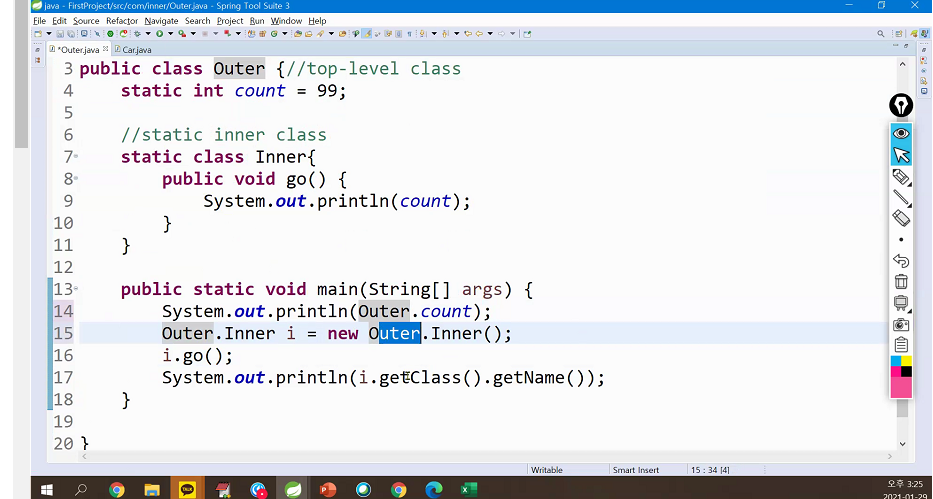 java - FirstProject/src/com/inner/Outer.java - Spring Tool Suite 3
File Edit Source Refactor Navigate Search Project Run Window Help
*Outer.java Car.java
3 public class Outer {//top-level class
4 static int count = 99;
5
6 //static inner class
7 static class Inner{
8 public void go() {
9 System.out.println(count);
10 }
11 }
12
13 public static void main(String[] args) {
14 System.out.println(Outer.count);
15 Outer.Inner i = new Outer.Inner();
16 i.go();
17 System.out.println(i.getClass().getName());
18 }
19
20 }
Writable Smart Insert 15 : 34 [4]
TALK
오후 3:25
2021-01-29